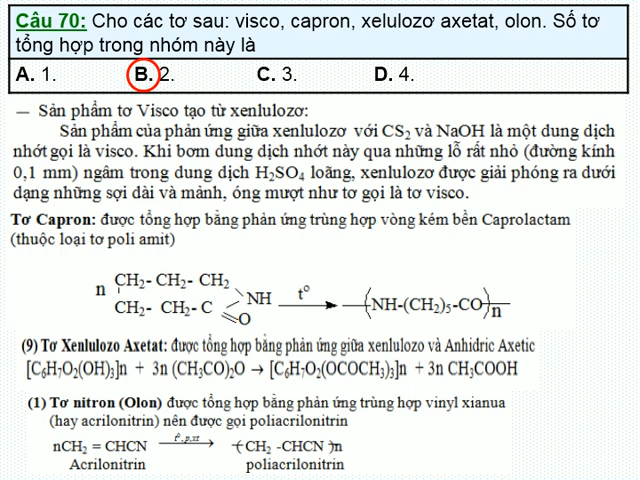 Câu 70: Cho các tơ sau: visco, capron, xelulozơ axetat, olon. Số tơ
tổng hợp trong nhóm này là
A. 1. B. 2. C. 3. D. 4.
— Sản phẩm tơ Visco tạo từ xenlulozơ:
Sản phẩm của phản ứng giữa xenlulozơ với CS2 và NaOH là một dung dịch
nhớt gọi là visco. Khi bơm dung dịch nhớt này qua những lỗ rất nhỏ (đường kính
0,1 mm) ngâm trong dung dịch H2SO4 loãng, xenlulozơ được giải phóng ra dưới
dạng những sợi dài và mảnh, óng mượt như tơ gọi là tơ visco.
Tơ Capron: được tổng hợp bằng phản ứng trùng hợp vòng kém bền Caprolactam
(thuộc loại tơ poli amit)
CH2- CH2- CH2
n NH t° (NH-(CH2)5-CO)n
CH2- CH2- C
O
(9) Tơ Xenlulozo Axetat: được tổng hợp bằng phản ứng giữa xenlulozo và Anhidric Axetic
[C6H7O2(OH)3]n + 3n (CH3CO)2O → [C6H7O2(OCOCH3)3]n + 3n CH3COOH
(1) Tơ nitron (Olon) được tổng hợp bằng phản ứng trùng hợp vinyl xianua
(hay acrilonitrin) nên được gọi poliacrilonitrin
nCH2 = CHCN t°,p,xt → (CH2 -CHCN )n
Acrilonitrin poliacrilonitrin